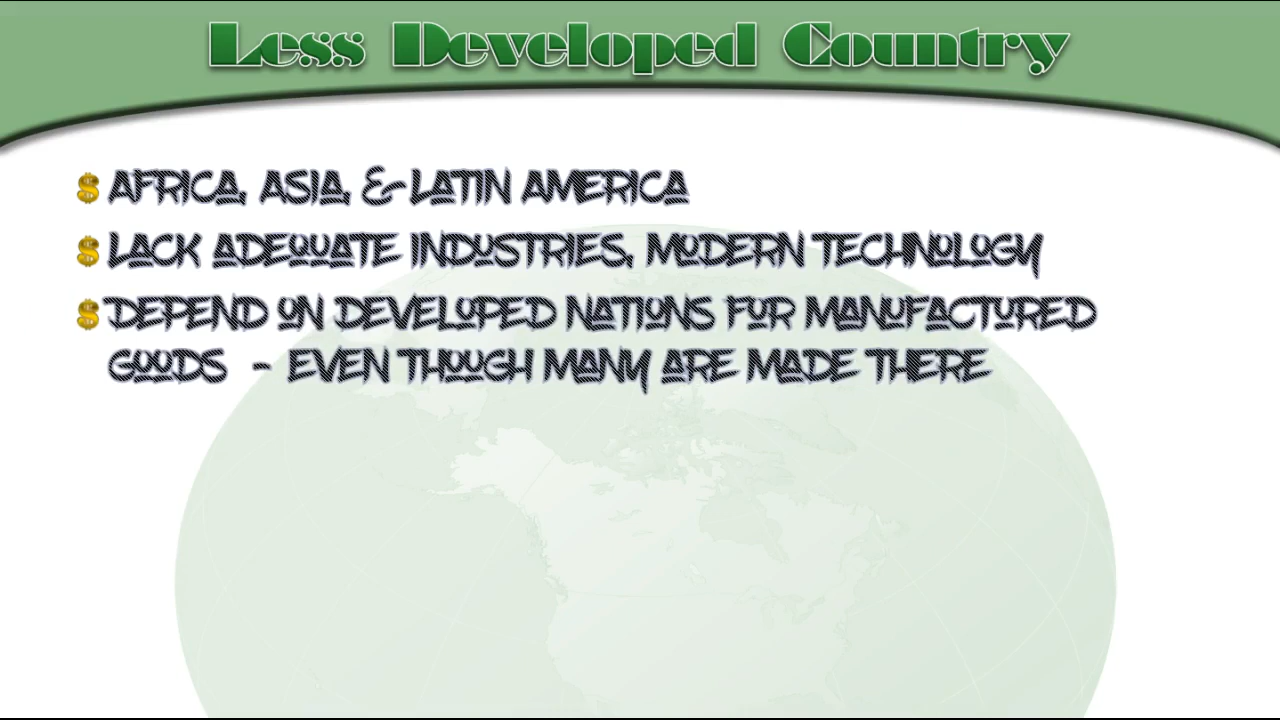 Less Developed Country
$ AFRICA, ASIA, & LATIN AMERICA
$ LACK ADEQUATE INDUSTRIES, MODERN TECHNOLOGY
$ DEPEND ON DEVELOPED NATIONS FOR MANUFACTURED
GOODS - EVEN THOUGH MANY ARE MADE THERE